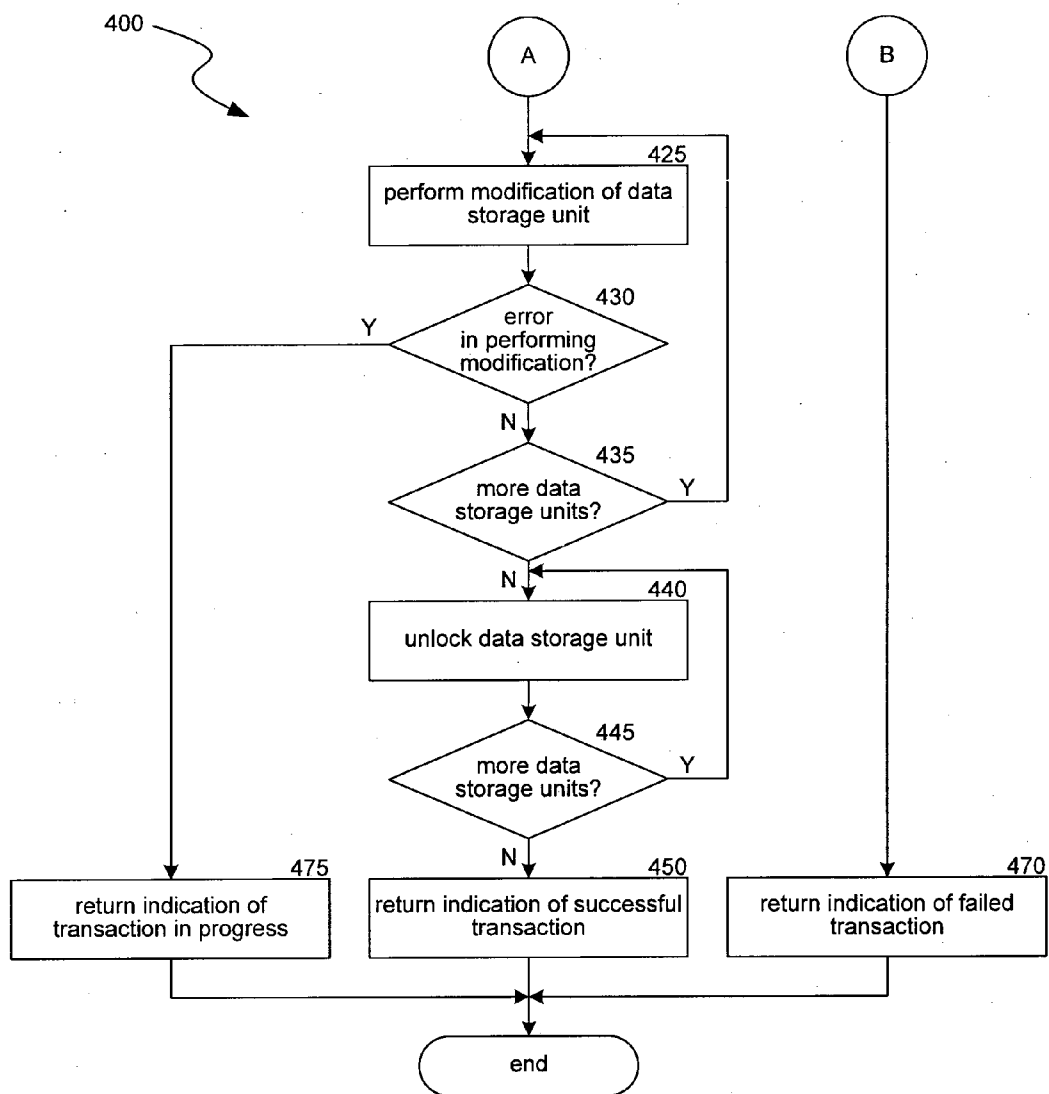 400
A
B
425
perform modification of data
storage unit
430
error
in performing
modification?
Y
N
435
more data
storage units?
Y
N
440
unlock data storage unit
445
more data
storage units?
Y
N
475
return indication of
transaction in progress
450
return indication of successful
transaction
470
return indication of failed
transaction
end